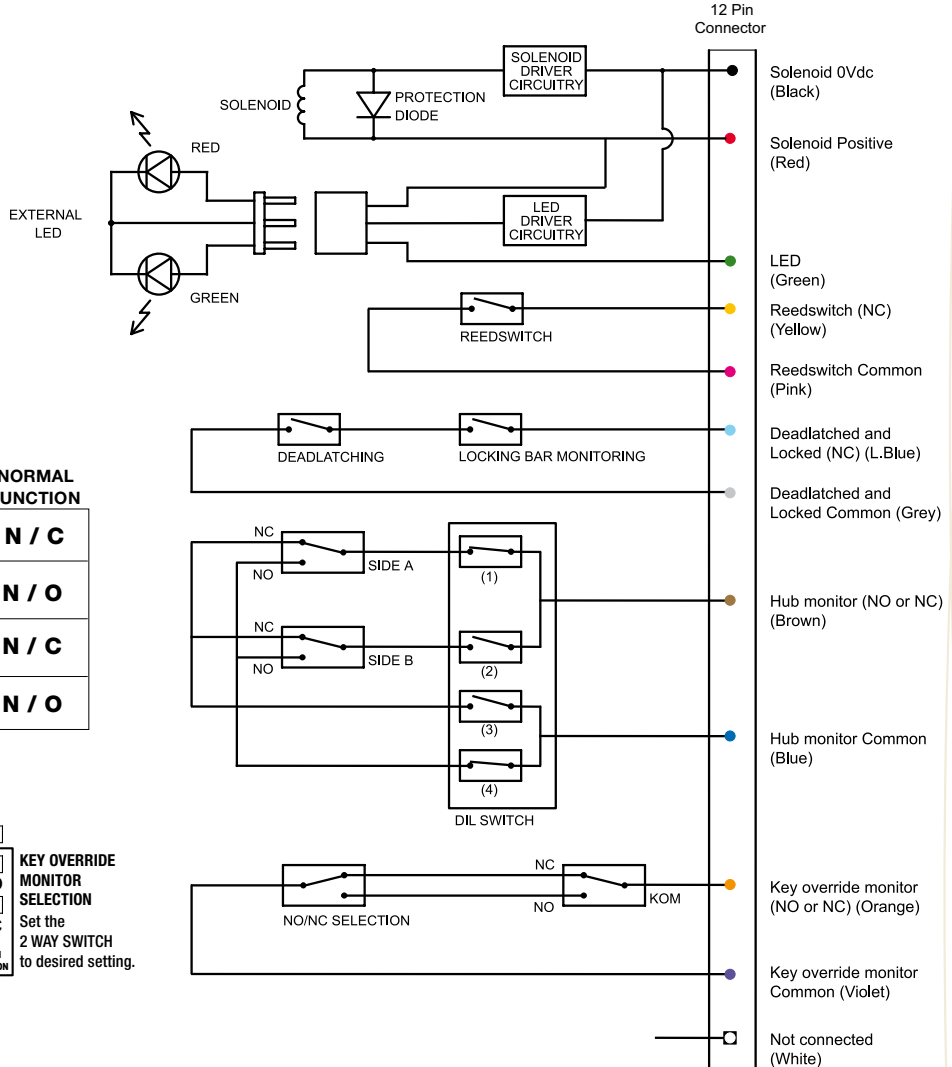 12 Pin
Connector
SOLENOID
DRIVER
CIRCUITRY
Solenoid 0Vdc
(Black)
SOLENOID
PROTECTION
DIODE
Solenoid Positive
(Red)
RED
EXTERNAL
LED
LED
DRIVER
CIRCUITRY
GREEN
LED
(Green)
Reedswitch (NC)
(Yellow)
REEDSWITCH
Reedswitch Common
(Pink)
DEADLATCHING
LOCKING BAR MONITORING
Deadlatched and
Locked (NC) (L.Blue)
NORMAL
UNCTION
N / C
N / O
N / C
N / O
Deadlatched and
Locked Common (Grey)
NC
NO
SIDE A
(1)
Hub monitor (NO or NC)
(Brown)
NC
NO
SIDE B
(2)
(3)
Hub monitor Common
(Blue)
(4)
DIL SWITCH
KEY OVERRIDE
MONITOR
SELECTION
Set the
2 WAY SWITCH
to desired setting.
NC
NO
KOM
NO/NC SELECTION
Key override monitor
(NO or NC) (Orange)
Key override monitor
Common (Violet)
Not connected
(White)